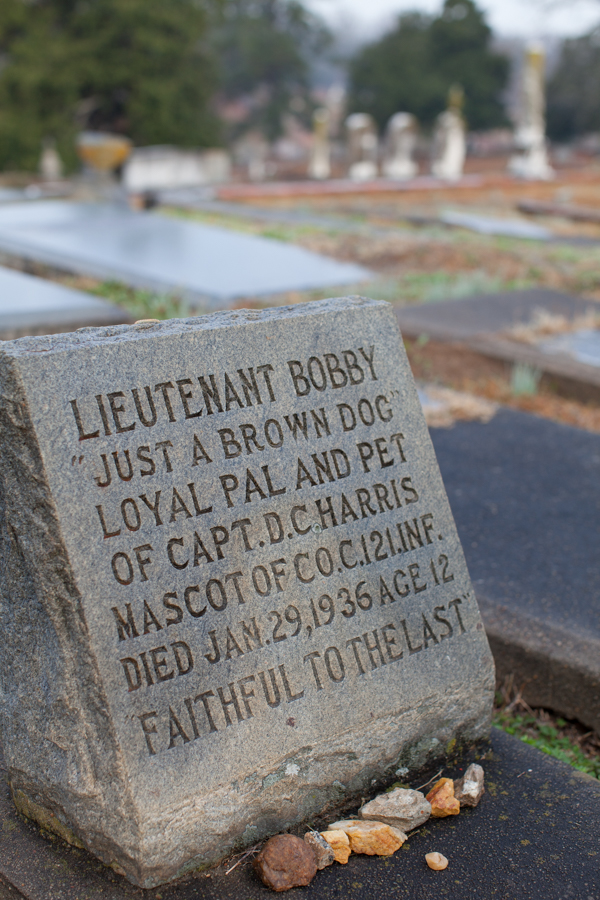 LIEUTENANT BOBBY
"JUST A BROWN DOG"
LOYAL PAL AND PET
OF CAPT. D.C. HARRIS
MASCOT OF CO.C.121.INF.
DIED JAN.29,1936 AGE 12
"FAITHFUL TO THE LAST"